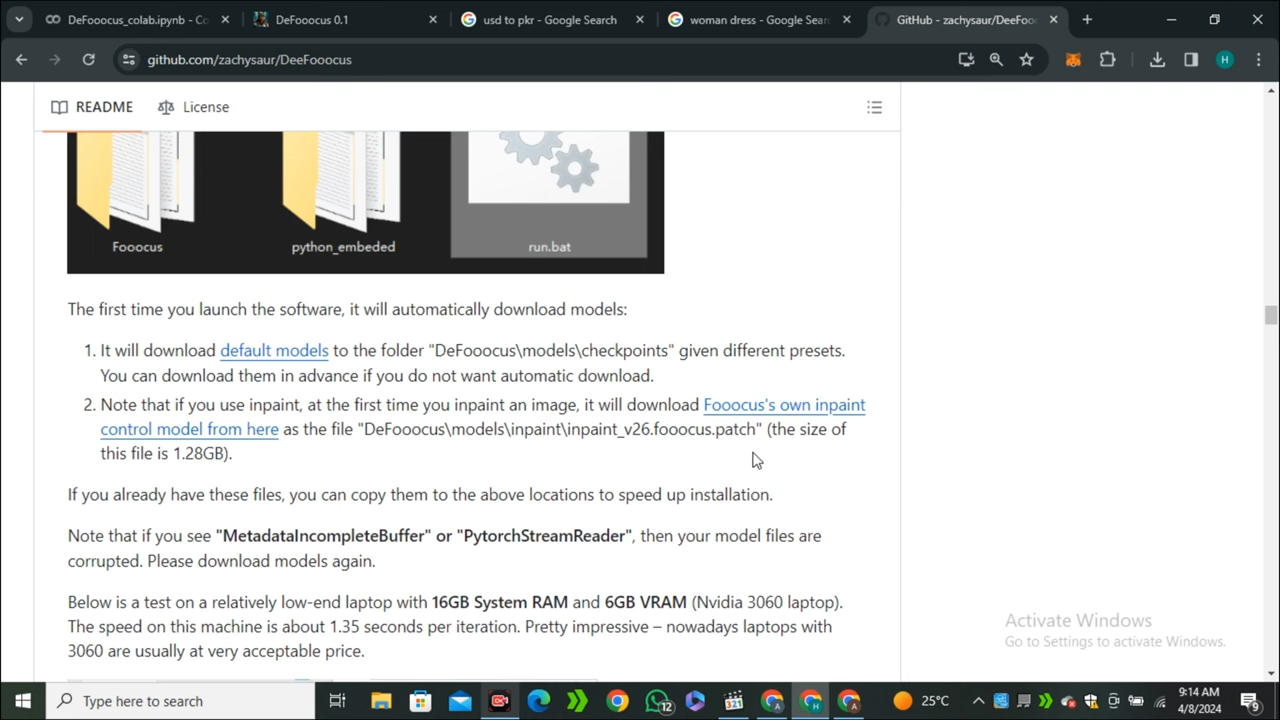 DeFooocus_colab.ipynb - Co
DeFooocus 0.1
usd to pkr - Google Search
woman dress - Google Sear
GitHub - zachysaur/DeeFooo
github.com/zachysaur/DeeFooocus
H
README
License
Fooocus
python_embeded
run.bat
The first time you launch the software, it will automatically download models:
1. It will download default models to the folder "DeFooocus\models\checkpoints" given different presets.
You can download them in advance if you do not want automatic download.
2. Note that if you use inpaint, at the first time you inpaint an image, it will download Fooocus's own inpaint
control model from here as the file "DeFooocus\models\inpaint\inpaint_v26.fooocus.patch" (the size of
this file is 1.28GB).
If you already have these files, you can copy them to the above locations to speed up installation.
Note that if you see "MetadataIncompleteBuffer" or "PytorchStreamReader", then your model files are
corrupted. Please download models again.
Below is a test on a relatively low-end laptop with 16GB System RAM and 6GB VRAM (Nvidia 3060 laptop).
The speed on this machine is about 1.35 seconds per iteration. Pretty impressive – nowadays laptops with
3060 are usually at very acceptable price.
Activate Windows
Go to Settings to activate Windows.
Type here to search
12
321
A
H
A
25°C
9:14 AM
4/8/2024
9